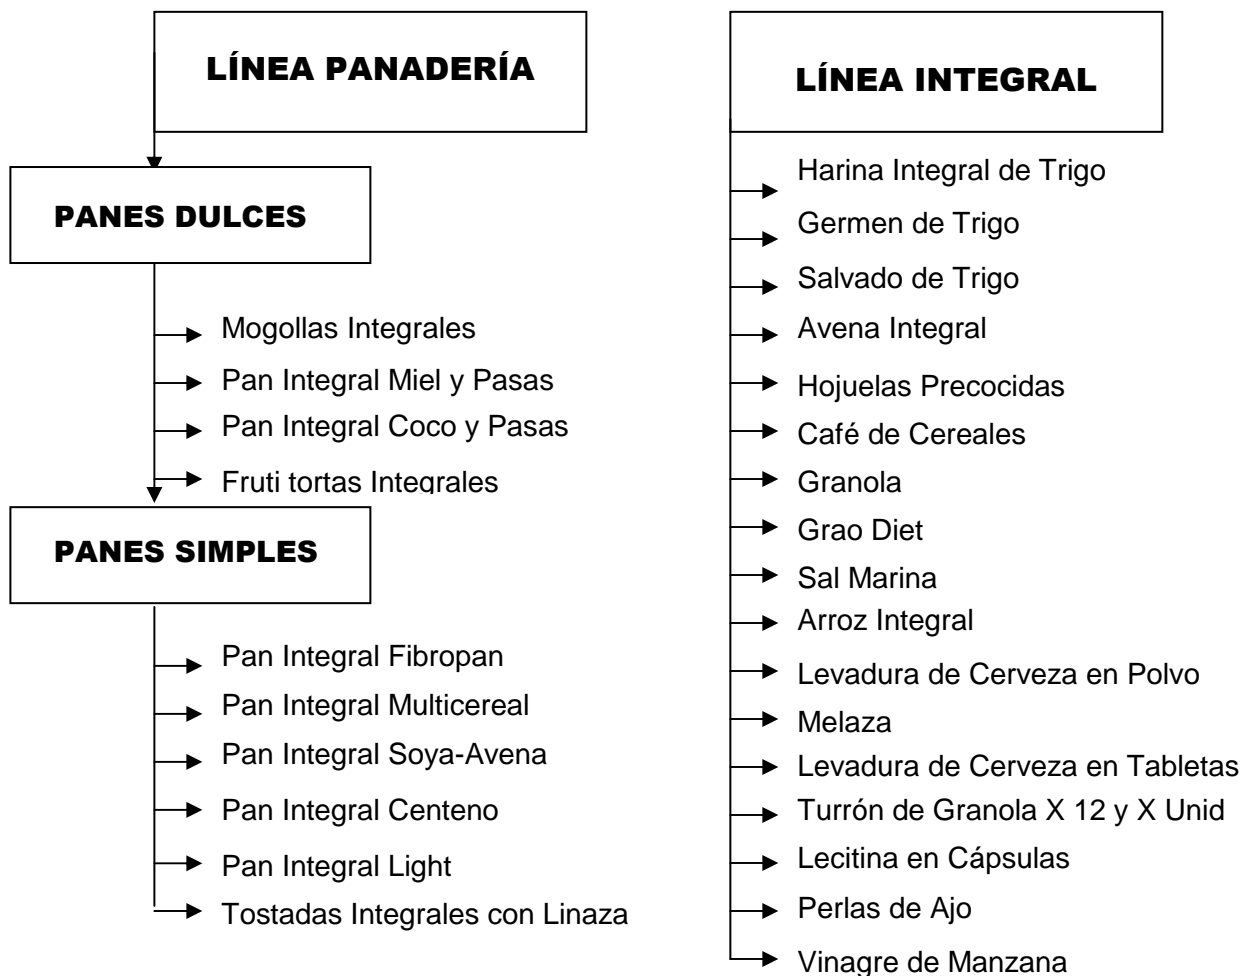 LÍNEA PANADERÍA
PANES DULCES
Mogollas Integrales
Pan Integral Miel y Pasas
Pan Integral Coco y Pasas
Fruti tortas Integrales
PANES SIMPLES
Pan Integral Fibropan
Pan Integral Multicereal
Pan Integral Soya-Avena
Pan Integral Centeno
Pan Integral Light
Tostadas Integrales con Linaza
LÍNEA INTEGRAL
Harina Integral de Trigo
Germen de Trigo
Salvado de Trigo
Avena Integral
Hojuelas Precocidas
Café de Cereales
Granola
Grao Diet
Sal Marina
Arroz Integral
Levadura de Cerveza en Polvo
Melaza
Levadura de Cerveza en Tabletas
Turrón de Granola X 12 y X Unid
Lecitina en Cápsulas
Perlas de Ajo
Vinagre de Manzana